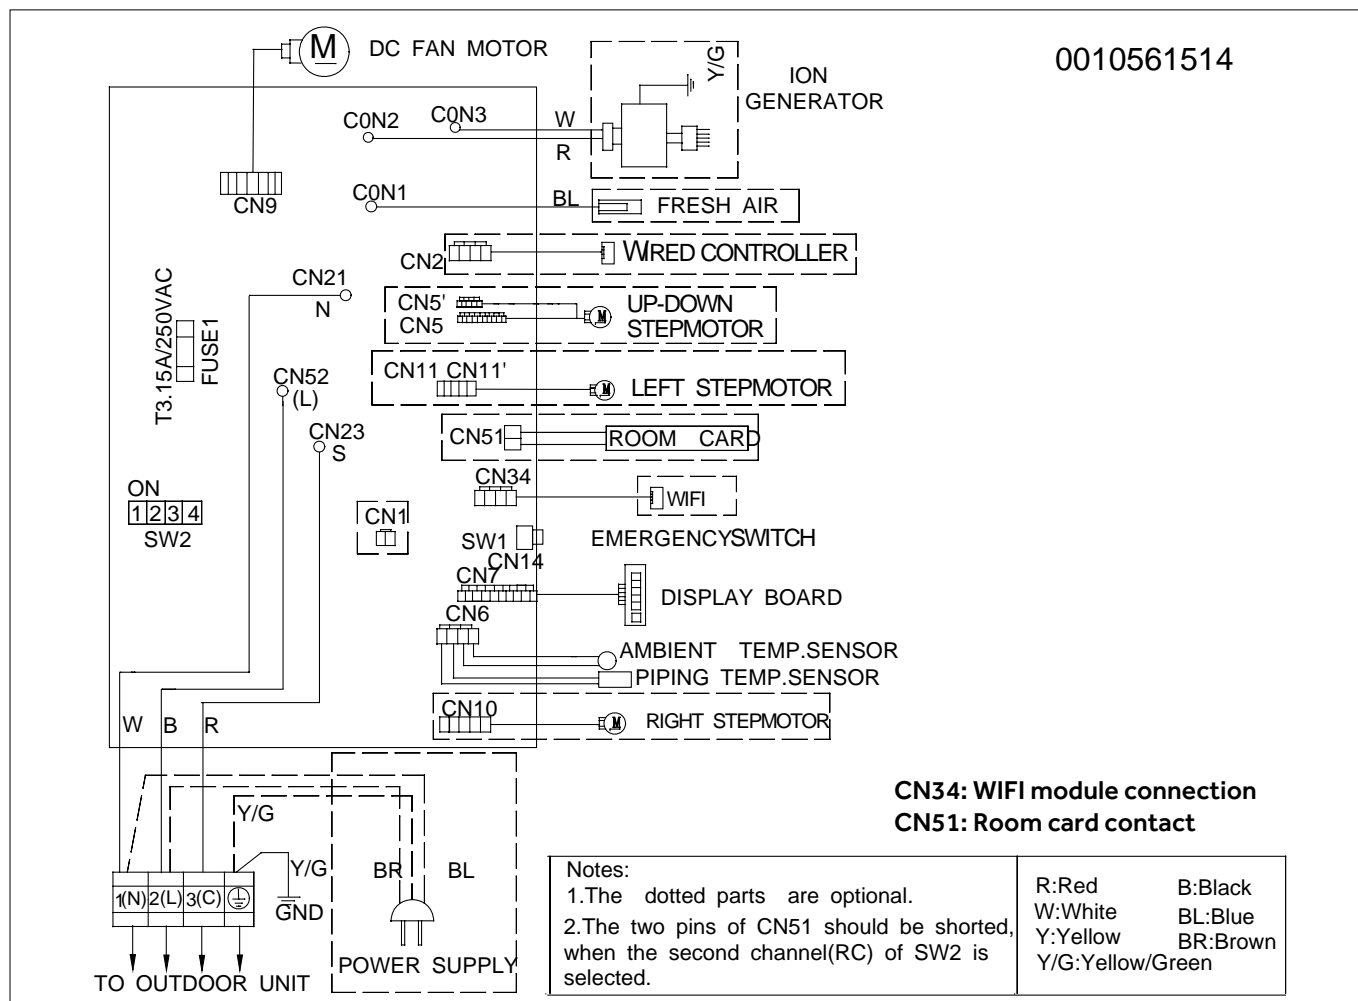 M DC FAN MOTOR
0010561514
Y/G
ION
GENERATOR
C0N2
C0N3
W
R
CN9
C0N1
BL
FRESH AIR
CN2
WIRED CONTROLLER
CN21
N
CN5'
CN5
M
UP-DOWN
STEPMOTOR
T3.15A/250VAC
FUSE1
CN52
(L)
CN11 CN11'
M
LEFT STEPMOTOR
CN23
S
CN51
ROOM CARD
CN34
WIFI
ON
1 2 3 4
SW2
CN1
SW1
EMERGENCYSWITCH
CN14
CN7
DISPLAY BOARD
CN6
AMBIENT TEMP.SENSOR
PIPING TEMP.SENSOR
CN10
M
RIGHT STEPMOTOR
W B R
Y/G
Y/G
BR
BL
1(N) 2(L) 3(C)
GND
TO OUTDOOR UNIT
POWER SUPPLY
CN34: WIFI module connection
CN51: Room card contact
Notes:
1.The dotted parts are optional.
2.The two pins of CN51 should be shorted,
when the second channel(RC) of SW2 is
selected.
R:Red B:Black
W:White BL:Blue
Y:Yellow BR:Brown
Y/G:Yellow/Green